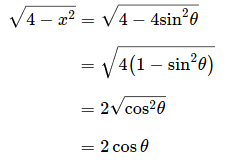 √(4 − x²) = √(4 − 4sin²θ)
= √(4(1 − sin²θ))
= 2√(cos²θ)
= 2 cos θ